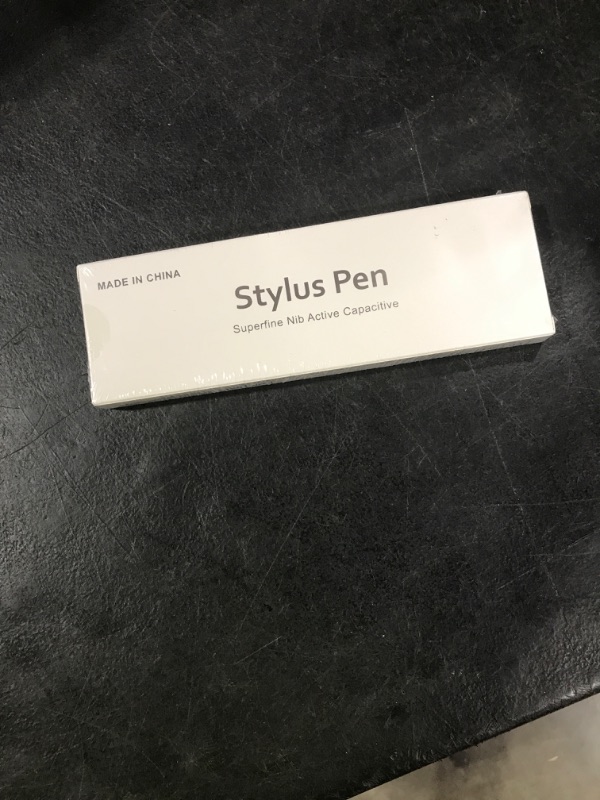 MADE IN CHINA
Stylus Pen
Superfine Nib Active Capacitive